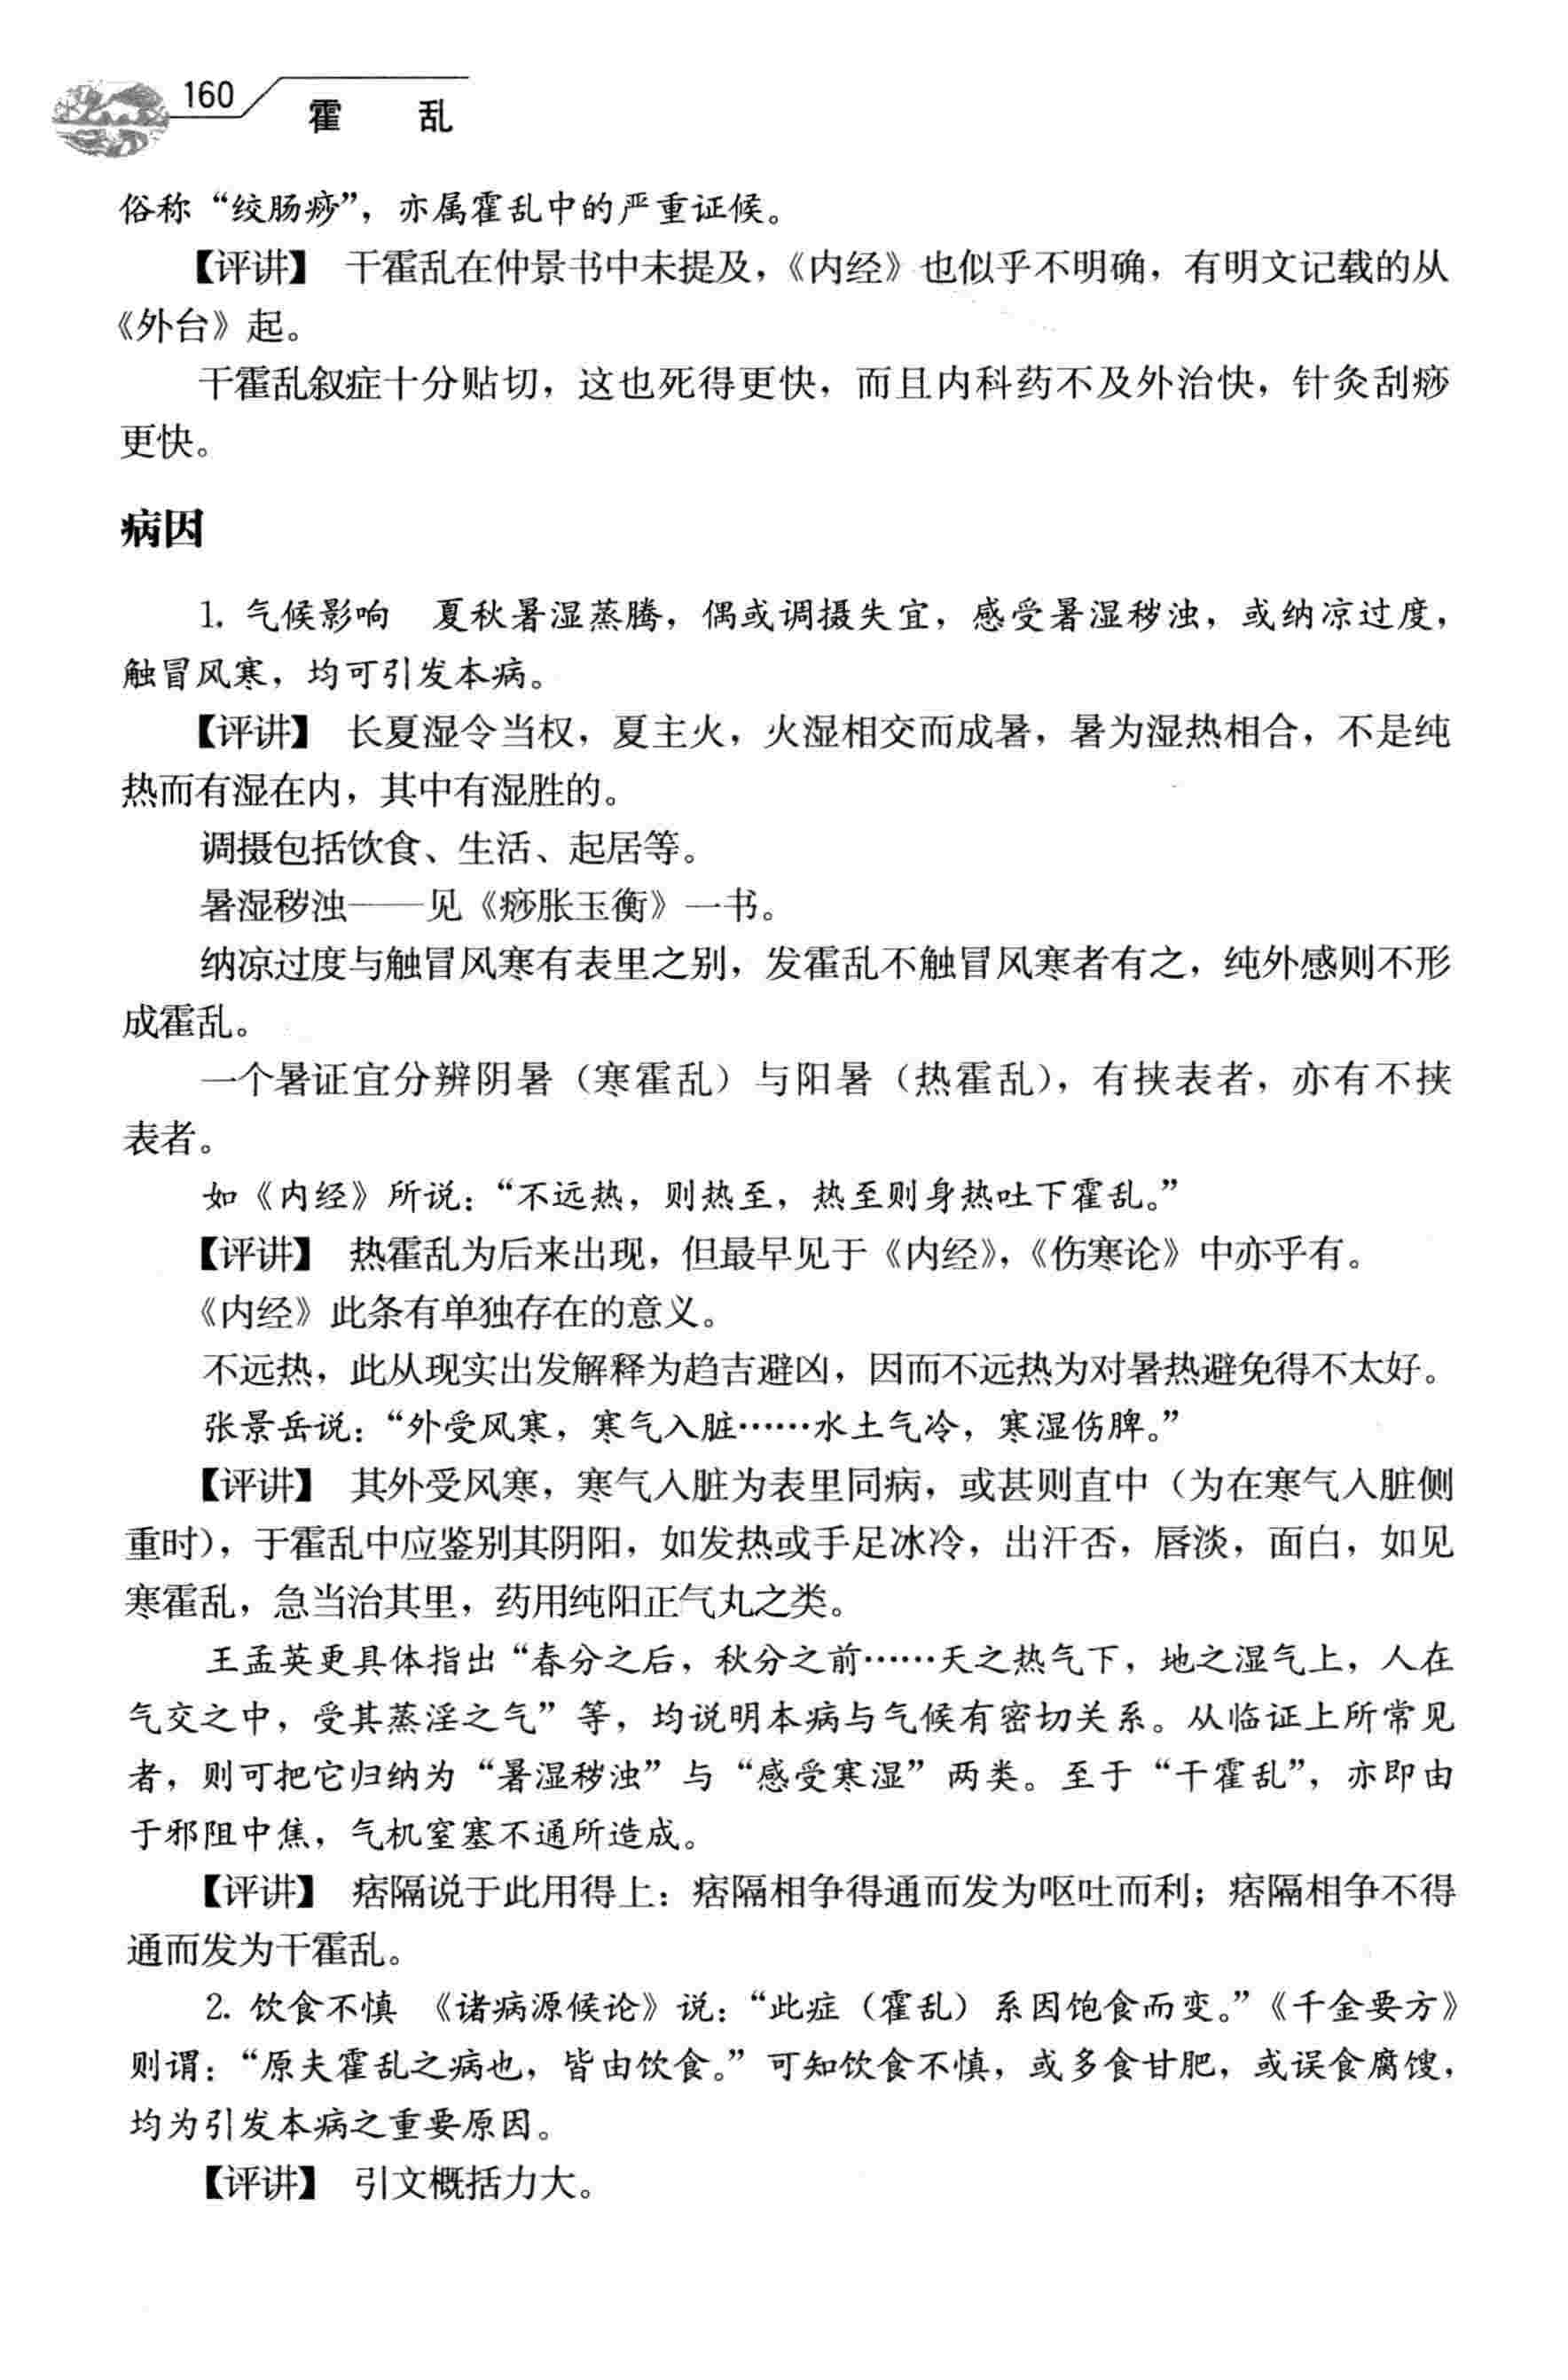 160
霍 乱
俗称“绞肠痧”，亦属霍乱中的严重证候。
【评讲】 干霍乱在仲景书中未提及，《内经》也似乎不明确，有明文记载的从
《外台》起。
干霍乱叙症十分贴切，这也死得更快，而且内科药不及外治快，针灸刮痧
更快。
病因
1. 气候影响 夏秋暑湿蒸腾，偶或调摄失宜，感受暑湿秽浊，或纳凉过度，
触冒风寒，均可引发本病。
【评讲】 长夏湿令当权，夏主火，火湿相交而成暑，暑为湿热相合，不是纯
热而有湿在内，其中有湿胜的。
调摄包括饮食、生活、起居等。
暑湿秽浊——见《痧胀玉衡》一书。
纳凉过度与触冒风寒有表里之别，发霍乱不触冒风寒者有之，纯外感则不形
成霍乱。
一个暑证宜分辨阴暑（寒霍乱）与阳暑（热霍乱），有挟表者，亦有不挟
表者。
如《内经》所说：“不远热，则热至，热至则身热吐下霍乱。”
【评讲】 热霍乱为后来出现，但最早见于《内经》，《伤寒论》中亦乎有。
《内经》此条有单独存在的意义。
不远热，此从现实出发解释为趋吉避凶，因而不远热为对暑热避免得不太好。
张景岳说：“外受风寒，寒气入脏……水土气冷，寒湿伤脾。”
【评讲】 其外受风寒，寒气入脏为表里同病，或甚则直中（为在寒气入脏侧
重时），于霍乱中应鉴别其阴阳，如发热或手足冰冷，出汗否，唇淡，面白，如见
寒霍乱，急当治其里，药用纯阳正气丸之类。
王孟英更具体指出“春分之后，秋分之前……天之热气下，地之湿气上，人在
气交之中，受其蒸淫之气”等，均说明本病与气候有密切关系。从临证上所常见
者，则可把它归纳为“暑湿秽浊”与“感受寒湿”两类。至于“干霍乱”，亦即由
于邪阻中焦，气机窒塞不通所造成。
【评讲】 痞隔说于此用得上：痞隔相争得通而发为呕吐而利；痞隔相争不得
通而发为干霍乱。
2. 饮食不慎 《诸病源候论》说：“此症（霍乱）系因饱食而变。”《千金要方》
则谓：“原夫霍乱之病也，皆由饮食。”可知饮食不慎，或多食甘肥，或误食腐馊，
均为引发本病之重要原因。
【评讲】 引文概括力大。